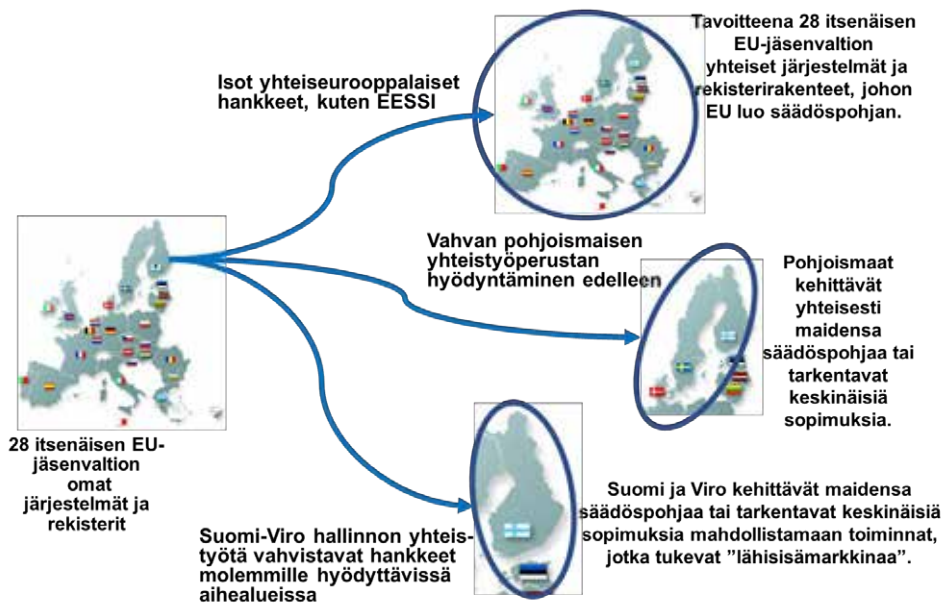 Tavoitteena 28 itsenäisen
EU-jäsenvaltion
yhteiset järjestelmät ja
rekisterirakenteet, johon
EU luo säädöspohjan.
Isot yhteiseurooppalaiset
hankkeet, kuten EESSI
Vahvan pohjoismaisen
yhteistyöperustan
hyödyntäminen edelleen
Pohjoismaat
kehittävät
yhteisesti
maidensa
säädöspohjaa tai
tarkentavat
keskinäisiä
sopimuksia.
28 itsenäisen EU-
jäsenvaltion
omat
järjestelmät ja
rekisterit
Suomi ja Viro kehittävät maidensa
säädöspohjaa tai tarkentavat keskinäisiä
sopimuksia mahdollistamaan toiminnat,
jotka tukevat ”lähisisämarkkinaa”.
Suomi-Viro hallinnon yhteis-
työtä vahvistavat hankkeet
molemmille hyödyttävissä
aihealueissa